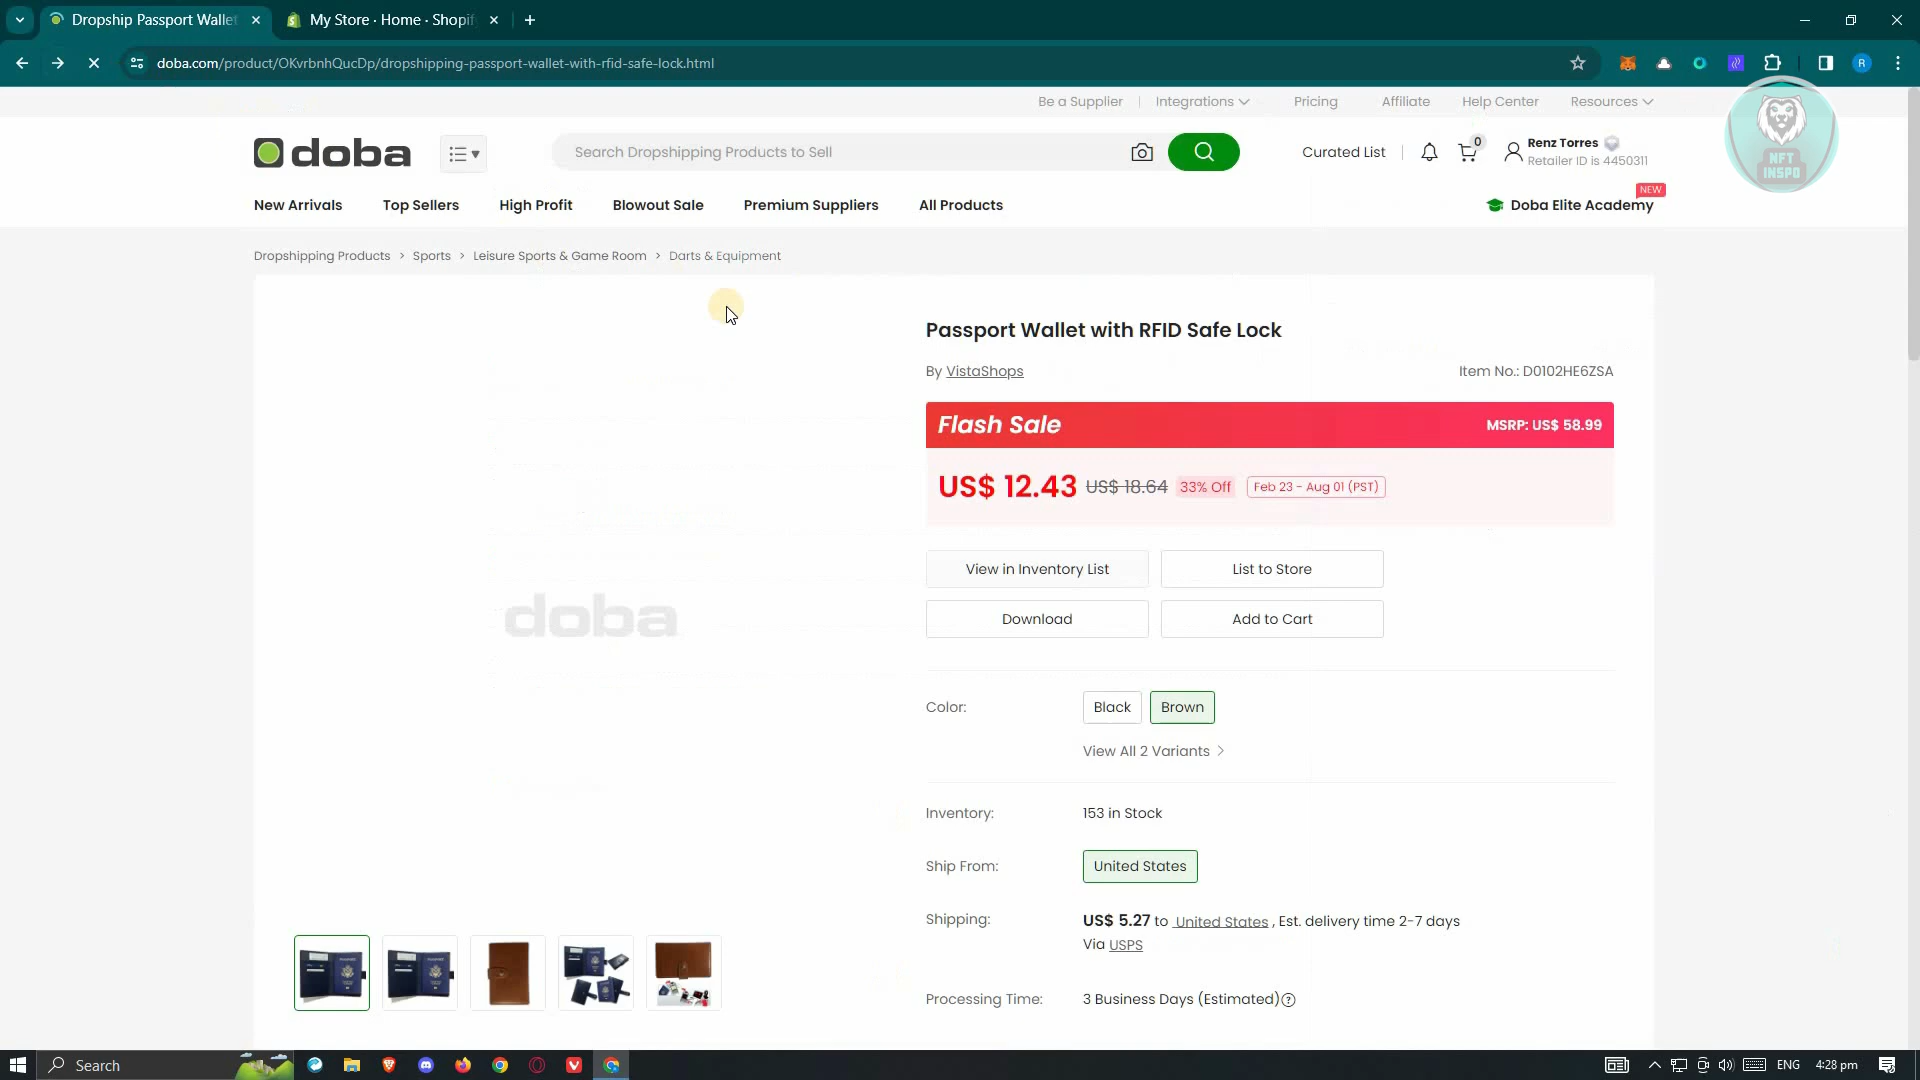 Dropship Passport Wallet
My Store · Home · Shopif
doba.com/product/OKvrbnhQucDp/dropshipping-passport-wallet-with-rfid-safe-lock.html
R
Be a Supplier
Integrations
Pricing
Affiliate
Help Center
Resources
doba
Search Dropshipping Products to Sell
Curated List
0
Renz Torres
Retailer ID is 4450311
NFT
INSPO
New Arrivals
Top Sellers
High Profit
Blowout Sale
Premium Suppliers
All Products
NEW
Doba Elite Academy
Dropshipping Products > Sports > Leisure Sports & Game Room > Darts & Equipment
Passport Wallet with RFID Safe Lock
By VistaShops
Item No.: D0102HE6ZSA
Flash Sale
MSRP: US$ 58.99
US$ 12.43 US$ 18.64 33% Off Feb 23 - Aug 01 (PST)
View in Inventory List
List to Store
Download
Add to Cart
doba
Color:
Black
Brown
View All 2 Variants >
Inventory:
153 in Stock
Ship From:
United States
Shipping:
US$ 5.27 to United States , Est. delivery time 2-7 days
Via USPS
Processing Time:
3 Business Days (Estimated)
Search
ENG
4:28 pm